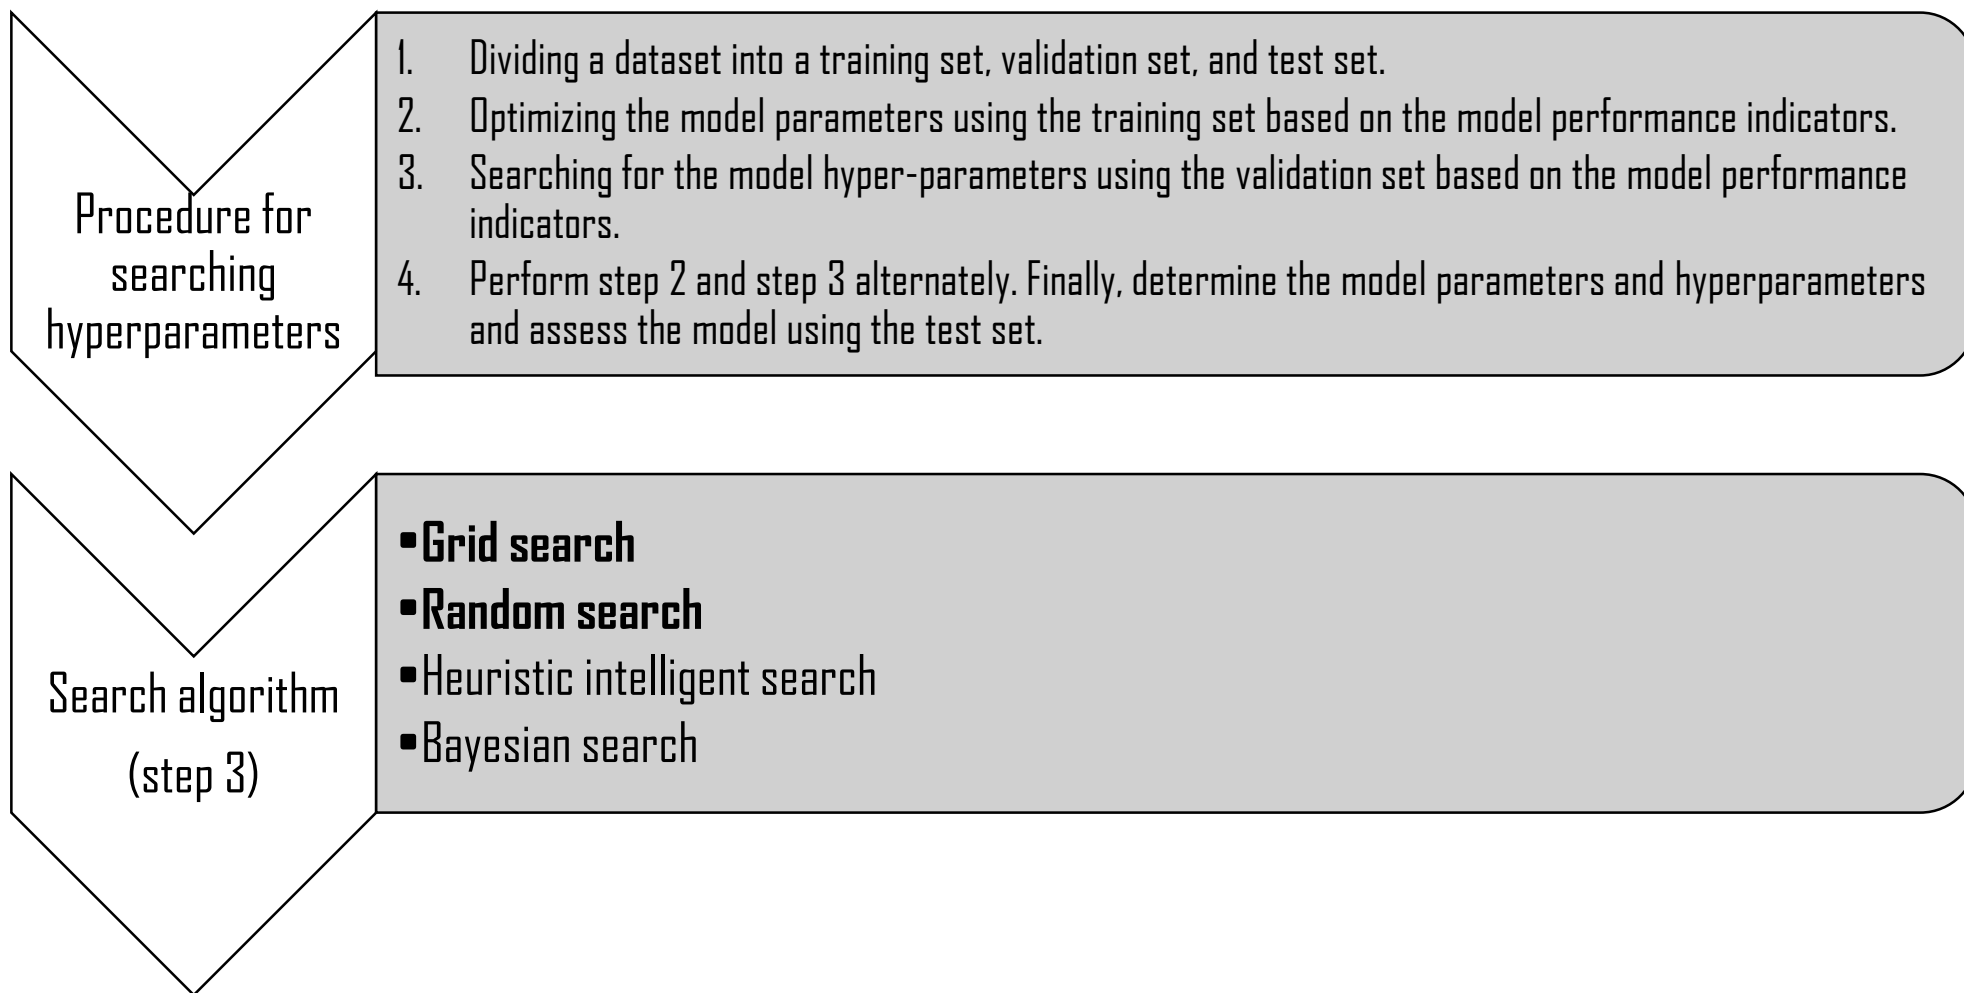 Procedure for
searching
hyperparameters
1. Dividing a dataset into a training set, validation set, and test set.
2. Optimizing the model parameters using the training set based on the model performance indicators.
3. Searching for the model hyper-parameters using the validation set based on the model performance
indicators.
4. Perform step 2 and step 3 alternately. Finally, determine the model parameters and hyperparameters
and assess the model using the test set.
Search algorithm
(step 3)
▪Grid search
▪Random search
▪Heuristic intelligent search
▪Bayesian search